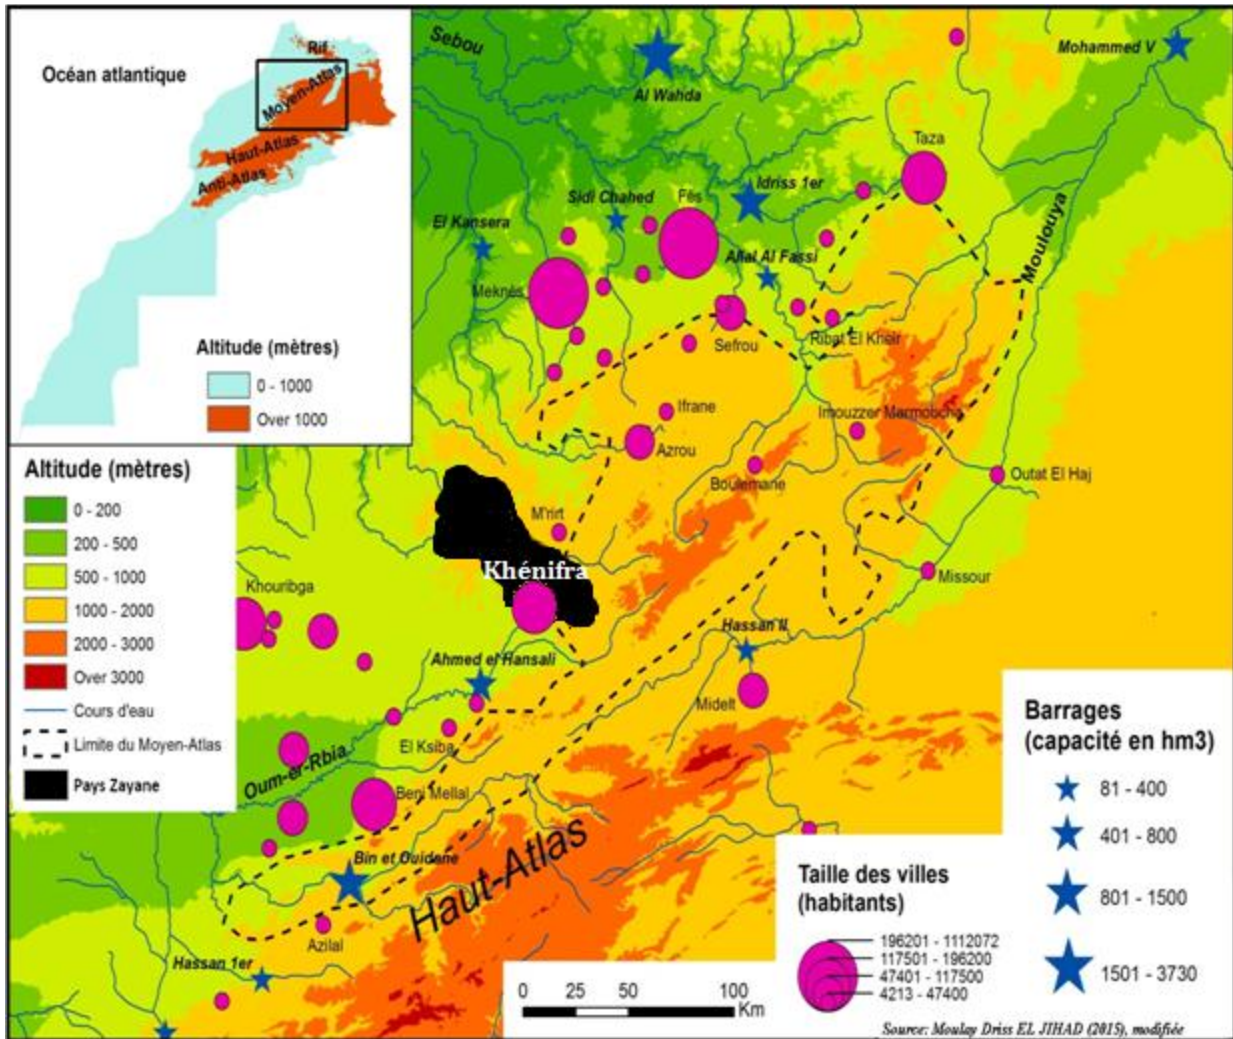 Océan atlantique
Rif
Moyen-Atlas
Haut-Atlas
Anti-Atlas
Altitude (mètres)
0 - 1000
Over 1000
Altitude (mètres)
0 - 200
200 - 500
500 - 1000
1000 - 2000
2000 - 3000
Over 3000
Cours d'eau
Limite du Moyen-Atlas
Pays Zayane
Sebou
Al Wahda
Mohammed V
Taza
Idriss 1er
Sidi Chahed
Fès
El Kansera
Allal Al Fassi
Moulouya
Meknès
Sefrou
Ribat El Kheir
Ifrane
Imouzzer Marmoucha
Azrou
Boulemane
Outat El Haj
M'rirt
Khénifra
Missour
Khouribga
Hassan II
Ahmed el Hansali
Midelt
El Ksiba
Oum-er-Rbia
Beni Mellal
Bin et Ouidane
Haut-Atlas
Azilal
Hassan 1er
Barrages
(capacité en hm3)
81 - 400
401 - 800
801 - 1500
1501 - 3730
Taille des villes
(habitants)
196201 - 1112072
117501 - 196200
47401 - 117500
4213 - 47400
0 25 50 100
Km
Source: Moulay Driss EL JIHAD (2015), modifiée